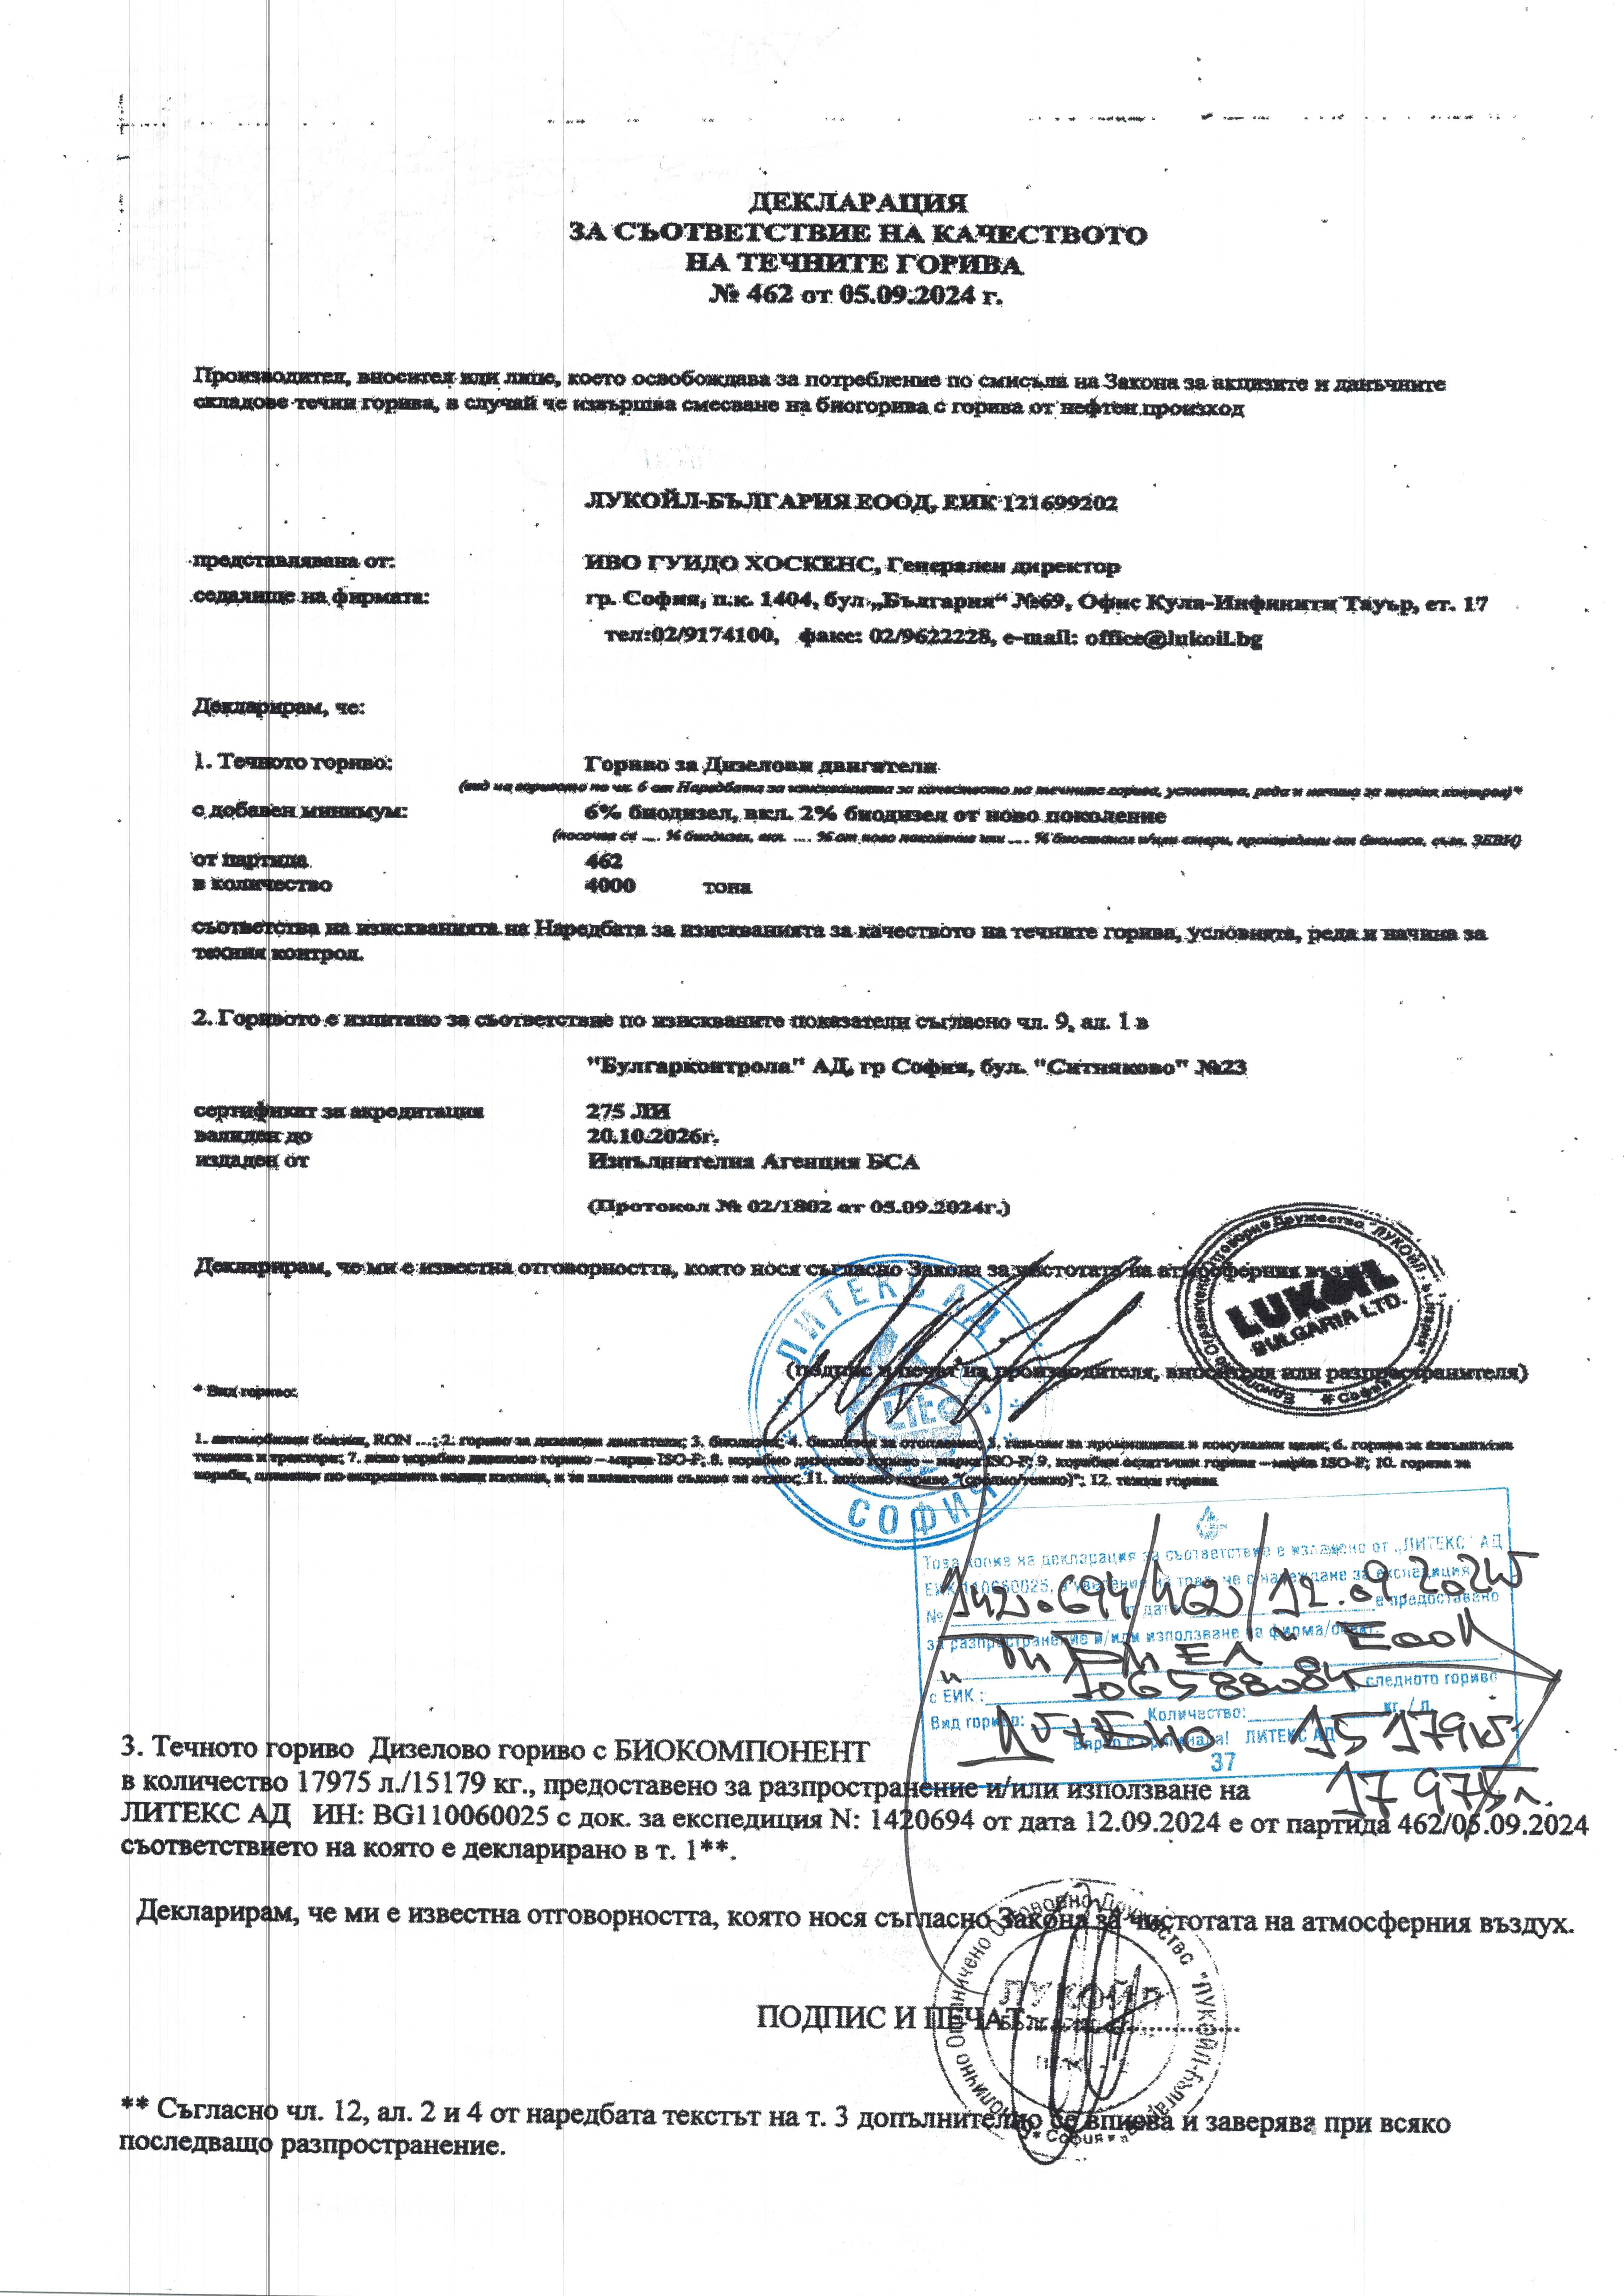 ДЕКЛАРАЦИЯ
ЗА СЪОТВЕТСТВИЕ НА КАЧЕСТВОТО
НА ТЕЧНИТЕ ГОРИВА
№ 462 от 05.09.2024 г.
Производител, вносител или лице, което освобождава за потребление по смисъла на Закона за акцизите и данъчните
складове течни горива, в случай че извършва смесване на биогорива с горива от нефтен произход
ЛУКОЙЛ-БЪЛГАРИЯ ЕООД, ЕИК 121699202
представлявана от: ИВО ГУИДО ХОСКЕНС, Генерален директор
седалище на фирмата: гр. София, п.к. 1404, бул „България“ №69, Офис Кула-Инфинити Тауър, ет. 17
тел:02/9174100, факс: 02/9622228, e-mail: office@lukoil.bg
Декларирам, че:
1. Течното гориво: Гориво за Дизелови двигатели
(вид на горивото по чл. 6 от Наредбата за изискванията за качеството на течните горива, условията, реда и начина за техния контрол)*
с добавен минимум: 6% биодизел, вкл. 2% биодизел от ново поколение
(посочва се .... % биодизел, вкл. .... % от ново поколение или .... % биоетанол и/или етери, произведени от биомаса, съгл. ЗЕВИ)
от партида 462
в количество 4000 тона
съответства на изискванията на Наредбата за изискванията за качеството на течните горива, условията, реда и начина за
техния контрол.
2. Горивото е изпитано за съответствие по изискваните показатели съгласно чл. 9, ал. 1 в
"Булгарконтрола" АД, гр София, бул. "Ситняково" №23
сертификат за акредитация 275 ЛИ
валиден до 20.10.2026г.
издаден от Изпълнителна Агенция БСА
(Протокол № 02/1802 от 05.09.2024г.)
Декларирам, че ми е известна отговорността, която нося съгласно Закона за чистотата на атмосферния възд
LUKOIL
BULGARIA LTD.
ЛИТЕКС АД
СОФИЯ
(подпис и печат на производителя, вносителя или разпространителя)
* Вид гориво:
1. автомобилен бензин, RON ...; 2. гориво за дизелови двигатели; 3. биодизел; 4. биодизел за отопление; 5. газьоли за промишлени и комунални цели; 6. горива за извънпътна
техника и трактори; 7. леко корабно дизелово гориво – марка ISO-F; 8. корабно дизелово гориво – марка ISO-F; 9. корабни остатъчни горива – марка ISO-F; 10. горива за
кораби, плаващи по вътрешните водни пътища, и за плавателни съдове за отдих; 11. котелно гориво "(средно/тежко)"; 12. тежки горива
Това копие на декларация за съответствие е издадено от „ЛИТЕКС" АД
ЕИК 110060025, в уверение на това, че с нареждане за експедиция
№ 1420694/462/12.09.2024 от дата е предоставено
за разпространение и/или използване на фирма/обект:
ЕООД
с ЕИК : 106588084 следното гориво
Вид гориво: Количество: 15179 кг. / л.
Вярно с оригинала! ЛИТЕКС АД
37
17975л.
3. Течното гориво Дизелово гориво с БИОКОМПОНЕНТ
в количество 17975 л./15179 кг., предоставено за разпространение и/или използване на
ЛИТЕКС АД ИН: BG110060025 с док. за експедиция N: 1420694 от дата 12.09.2024 е от партида 462/05.09.2024
съответствието на която е декларирано в т. 1**.
Декларирам, че ми е известна отговорността, която нося съгласно Закона за чистотата на атмосферния въздух.
ПОДПИС И ПЕЧАТ:....................
ЛУКОЙЛ
** Съгласно чл. 12, ал. 2 и 4 от наредбата текстът на т. 3 допълнително се вписва и заверява при всяко
последващо разпространение.